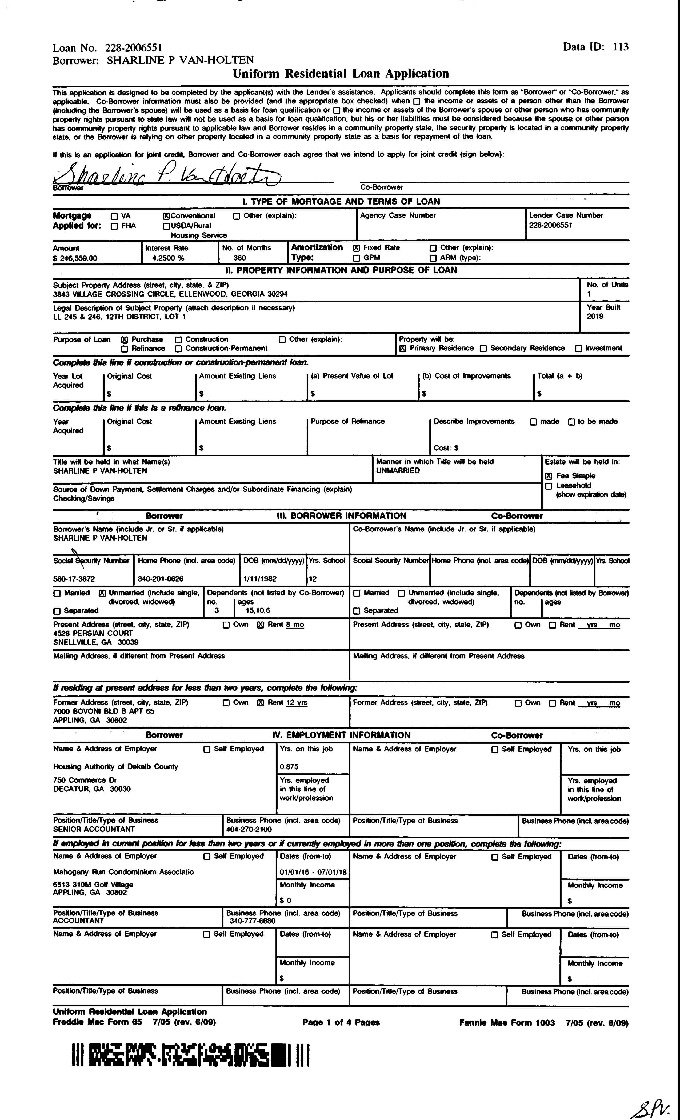 Loan No. 228-2006551 Data ID: 113
Borrower: SHARLINE P VAN-HOLTEN
Uniform Residential Loan Application
This application is designed to be completed by the applicant(s) with the Lender's assistance. Applicants should complete this form as "Borrower" or "Co-Borrower," as
applicable. Co-Borrower information must also be provided (and the appropriate box checked) when ☐ the income or assets of a person other than the Borrower
(including the Borrower's spouse) will be used as a basis for loan qualification or ☐ the income or assets of the Borrower's spouse or other person who has community
property rights pursuant to state law will not be used as a basis for loan qualification, but his or her liabilities must be considered because the spouse or other person
has community property rights pursuant to applicable law and Borrower resides in a community property state, the security property is located in a community property
state, or the Borrower is relying on other property located in a community property state as a basis for repayment of the loan.
If this is an application for joint credit, Borrower and Co-Borrower each agree that we intend to apply for joint credit (sign below):
Sharline P. Van-Holten
Borrower Co-Borrower
I. TYPE OF MORTGAGE AND TERMS OF LOAN
Mortgage ☐ VA ☒ Conventional ☐ Other (explain): Agency Case Number Lender Case Number
Applied for: ☐ FHA ☐ USDA/Rural 228-2006551
Housing Service
Amount Interest Rate No. of Months Amortization ☒ Fixed Rate ☐ Other (explain):
$ 246,559.00 4.2500 % 360 Type: ☐ GPM ☐ ARM (type):
II. PROPERTY INFORMATION AND PURPOSE OF LOAN
Subject Property Address (street, city, state, & ZIP) No. of Units
3843 VILLAGE CROSSING CIRCLE, ELLENWOOD, GEORGIA 30294 1
Legal Description of Subject Property (attach description if necessary) Year Built
LL 245 & 246, 12TH DISTRICT, LOT 1 2019
Purpose of Loan ☒ Purchase ☐ Construction ☐ Other (explain): Property will be:
☐ Refinance ☐ Construction-Permanent ☒ Primary Residence ☐ Secondary Residence ☐ Investment
Complete this line if construction or construction-permanent loan.
Year Lot Original Cost Amount Existing Liens (a) Present Value of Lot (b) Cost of Improvements Total (a + b)
Acquired
$ $ $ $ $
Complete this line if this is a refinance loan.
Year Original Cost Amount Existing Liens Purpose of Refinance Describe Improvements ☐ made ☐ to be made
Acquired
$ $ Cost: $
Title will be held in what Name(s) Manner in which Title will be held Estate will be held in:
SHARLINE P VAN-HOLTEN UNMARRIED ☒ Fee Simple
Source of Down Payment, Settlement Charges and/or Subordinate Financing (explain) ☐ Leasehold
Checking/Savings (show expiration date)
Borrower III. BORROWER INFORMATION Co-Borrower
Borrower's Name (include Jr. or Sr. if applicable) Co-Borrower's Name (include Jr. or Sr. if applicable)
SHARLINE P VAN-HOLTEN
Social Security Number Home Phone (incl. area code) DOB (mm/dd/yyyy) Yrs. School Social Security Number Home Phone (incl. area code) DOB (mm/dd/yyyy) Yrs School
580-17-3872 340-201-0626 1/11/1982 12
☐ Married ☒ Unmarried (include single, Dependents (not listed by Co-Borrower) ☐ Married ☐ Unmarried (include single, Dependents (not listed by Borrower)
divorced, widowed) no. ages divorced, widowed) no. ages
☐ Separated 3 15,10,6 ☐ Separated
Present Address (street, city, state, ZIP) ☐ Own ☒ Rent 8 mo Present Address (street, city, state, ZIP) ☐ Own ☐ Rent yrs mo
4526 PERSIAN COURT
SNELLVILLE, GA 30039
Mailing Address, if different from Present Address Mailing Address, if different from Present Address
If residing at present address for less than two years, complete the following:
Former Address (street, city, state, ZIP) ☐ Own ☒ Rent 12 yrs Former Address (street, city, state, ZIP) ☐ Own ☐ Rent yrs mo
7000 BOVONI BLD B APT 65
APPLING, GA 30802
Borrower IV. EMPLOYMENT INFORMATION Co-Borrower
Name & Address of Employer ☐ Self Employed Yrs. on this job Name & Address of Employer ☐ Self Employed Yrs. on this job
Housing Authority of Dekalb County 0.875
750 Commerce Dr Yrs. employed Yrs. employed
DECATUR, GA 30030 in this line of in this line of
work/profession work/profession
Position/Title/Type of Business Business Phone (incl. area code) Position/Title/Type of Business Business Phone (incl. area code)
SENIOR ACCOUNTANT 404-270-2100
If employed in current position for less than two years or if currently employed in more than one position, complete the following:
Name & Address of Employer ☐ Self Employed Dates (from-to) Name & Address of Employer ☐ Self Employed Dates (from-to)
Mahogany Run Condominium Associatio 01/01/16 - 07/01/18
6513 310M Golf Village Monthly Income Monthly Income
APPLING, GA 30802
$ 0 $
Position/Title/Type of Business Business Phone (incl. area code) Position/Title/Type of Business Business Phone (incl. area code)
ACCOUNTANT 340-777-6680
Name & Address of Employer ☐ Self Employed Dates (from-to) Name & Address of Employer ☐ Self Employed Dates (from-to)
Monthly Income Monthly Income
$ $
Position/Title/Type of Business Business Phone (incl. area code) Position/Title/Type of Business Business Phone (incl. area code)
Uniform Residential Loan Application
Freddie Mac Form 65 7/05 (rev. 6/09) Page 1 of 4 Pages Fannie Mae Form 1003 7/05 (rev. 6/09)
SPV.